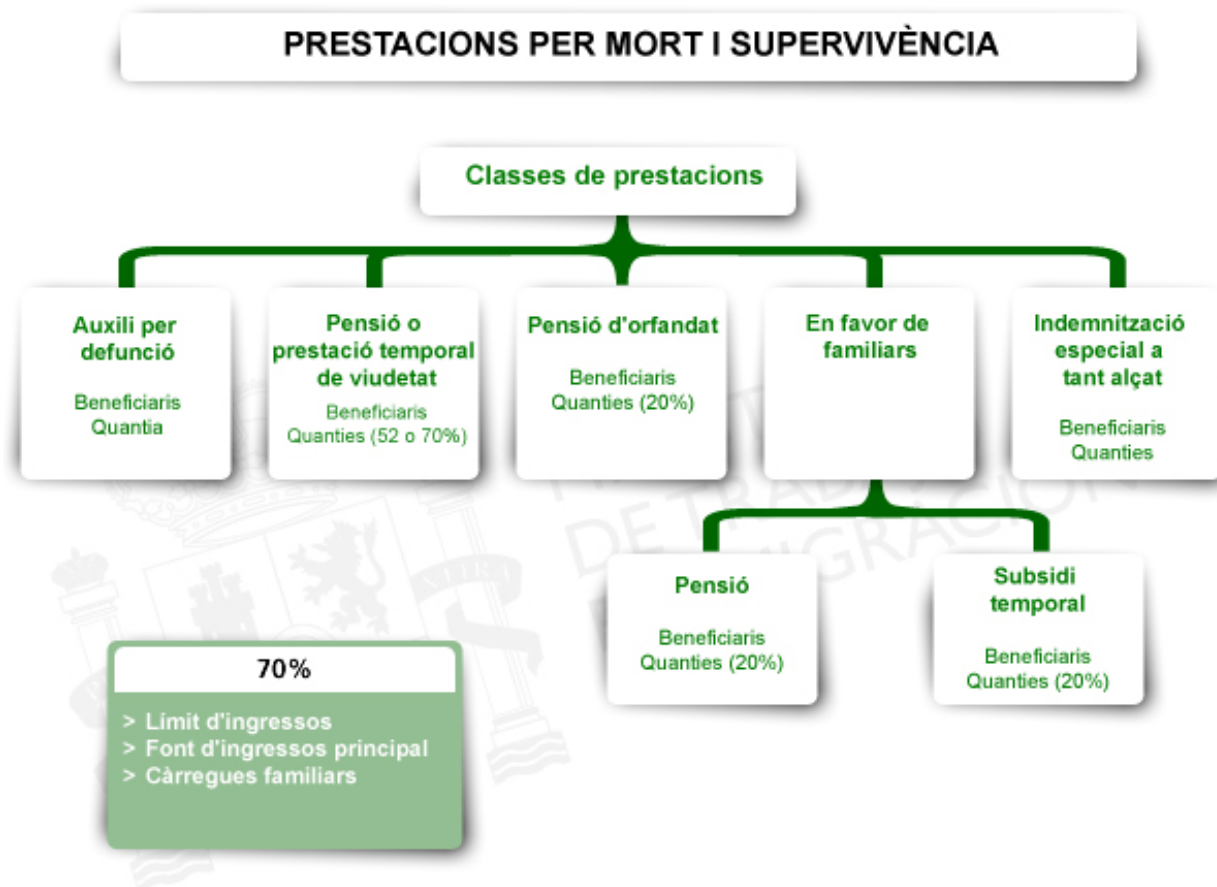 PRESTACIONS PER MORT I SUPERVIVÈNCIA
Classes de prestacions
Auxili per
defunció
Beneficiaris
Quantia
Pensió o
prestació temporal
de viudetat
Beneficiaris
Quanties (52 o 70%)
Pensió d'orfandat
Beneficiaris
Quanties (20%)
En favor de
familiars
Indemnització
especial a
tant alçat
Beneficiaris
Quanties
Pensió
Beneficiaris
Quanties (20%)
Subsidi
temporal
Beneficiaris
Quanties (20%)
70%
> Límit d'ingressos
> Font d'ingressos principal
> Càrregues familiars